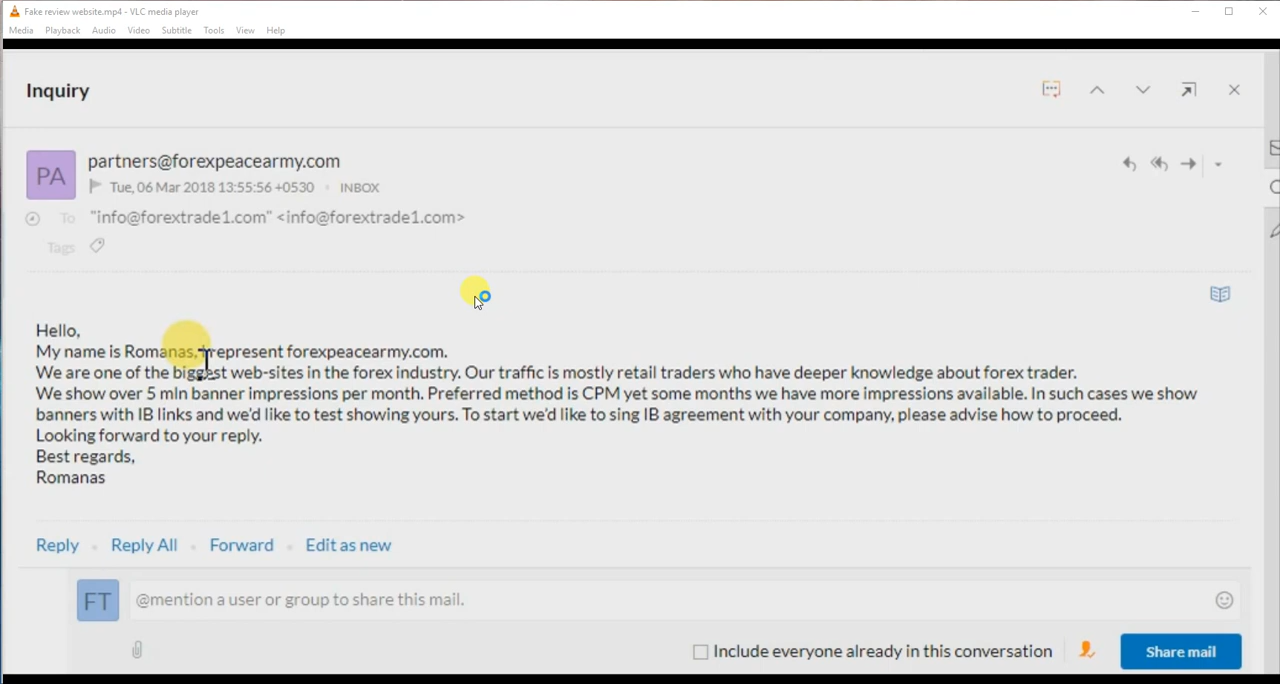 Fake review website.mp4 - VLC media player
Media Playback Audio Video Subtitle Tools View Help
Inquiry
PA
partners@forexpeacearmy.com
Tue, 06 Mar 2018 13:55:56 +0530 • INBOX
To "info@forextrade1.com" <info@forextrade1.com>
Tags
Hello,
My name is Romanas, I represent forexpeacearmy.com.
We are one of the biggest web-sites in the forex industry. Our traffic is mostly retail traders who have deeper knowledge about forex trader.
We show over 5 mln banner impressions per month. Preferred method is CPM yet some months we have more impressions available. In such cases we show
banners with IB links and we'd like to test showing yours. To start we'd like to sing IB agreement with your company, please advise how to proceed.
Looking forward to your reply.
Best regards,
Romanas
Reply • Reply All • Forward • Edit as new
FT
@mention a user or group to share this mail.
Include everyone already in this conversation
Share mail